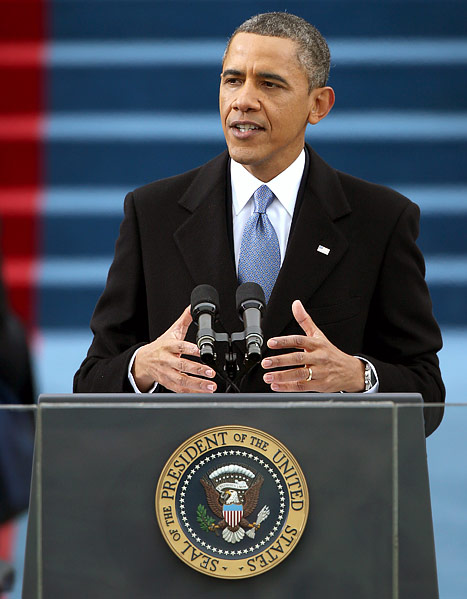 SEAL OF THE PRESIDENT OF THE UNITED STATES